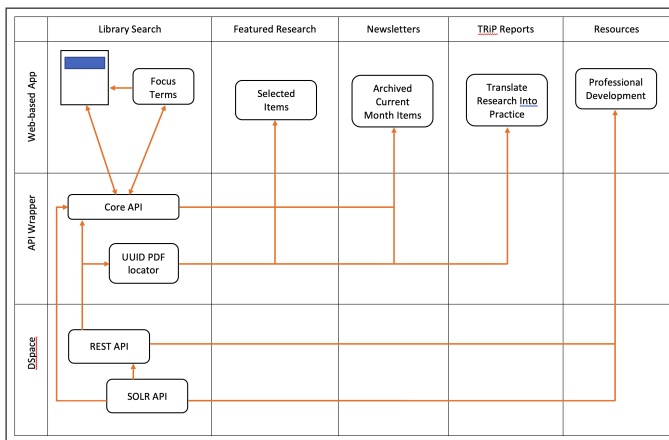 Library Search
Featured Research
Newsletters
TRiP Reports
Resources
Web-based App
Focus
Terms
Selected
Items
Archived
Current
Month Items
Translate
Research Into
Practice
Professional
Development
API Wrapper
Core API
UUID PDF
locator
DSpace
REST API
SOLR API